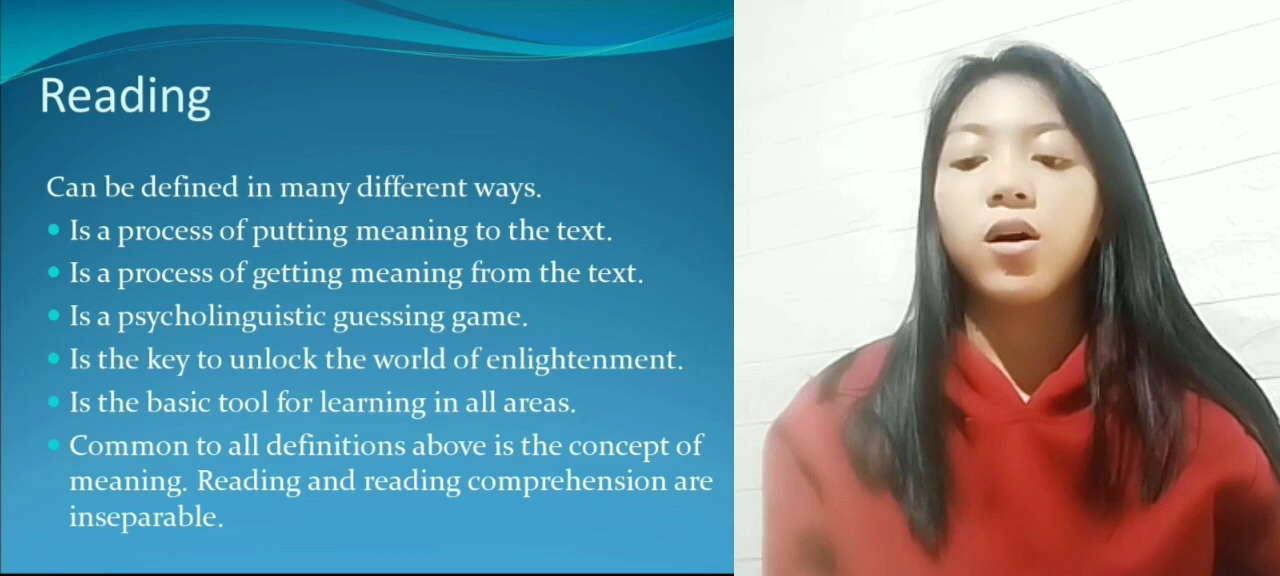 Reading
Can be defined in many different ways.
• Is a process of putting meaning to the text.
• Is a process of getting meaning from the text.
• Is a psycholinguistic guessing game.
• Is the key to unlock the world of enlightenment.
• Is the basic tool for learning in all areas.
• Common to all definitions above is the concept of
meaning. Reading and reading comprehension are
inseparable.